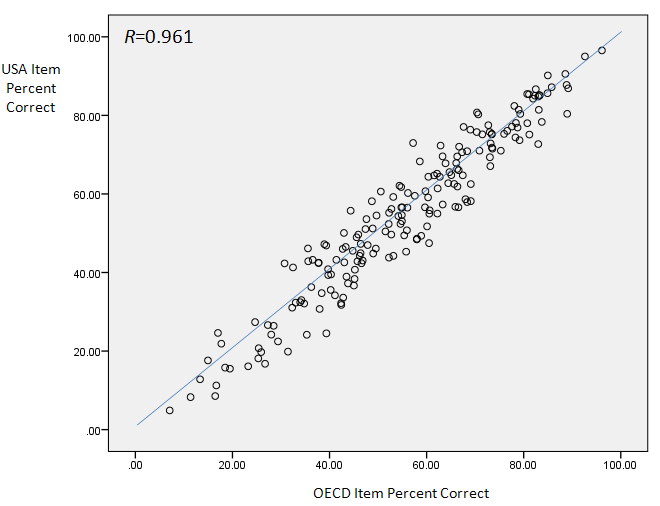 R=0.961
USA Item
Percent
Correct
100.00
80.00
60.00
40.00
20.00
.00
.00 20.00 40.00 60.00 80.00 100.00
OECD Item Percent Correct